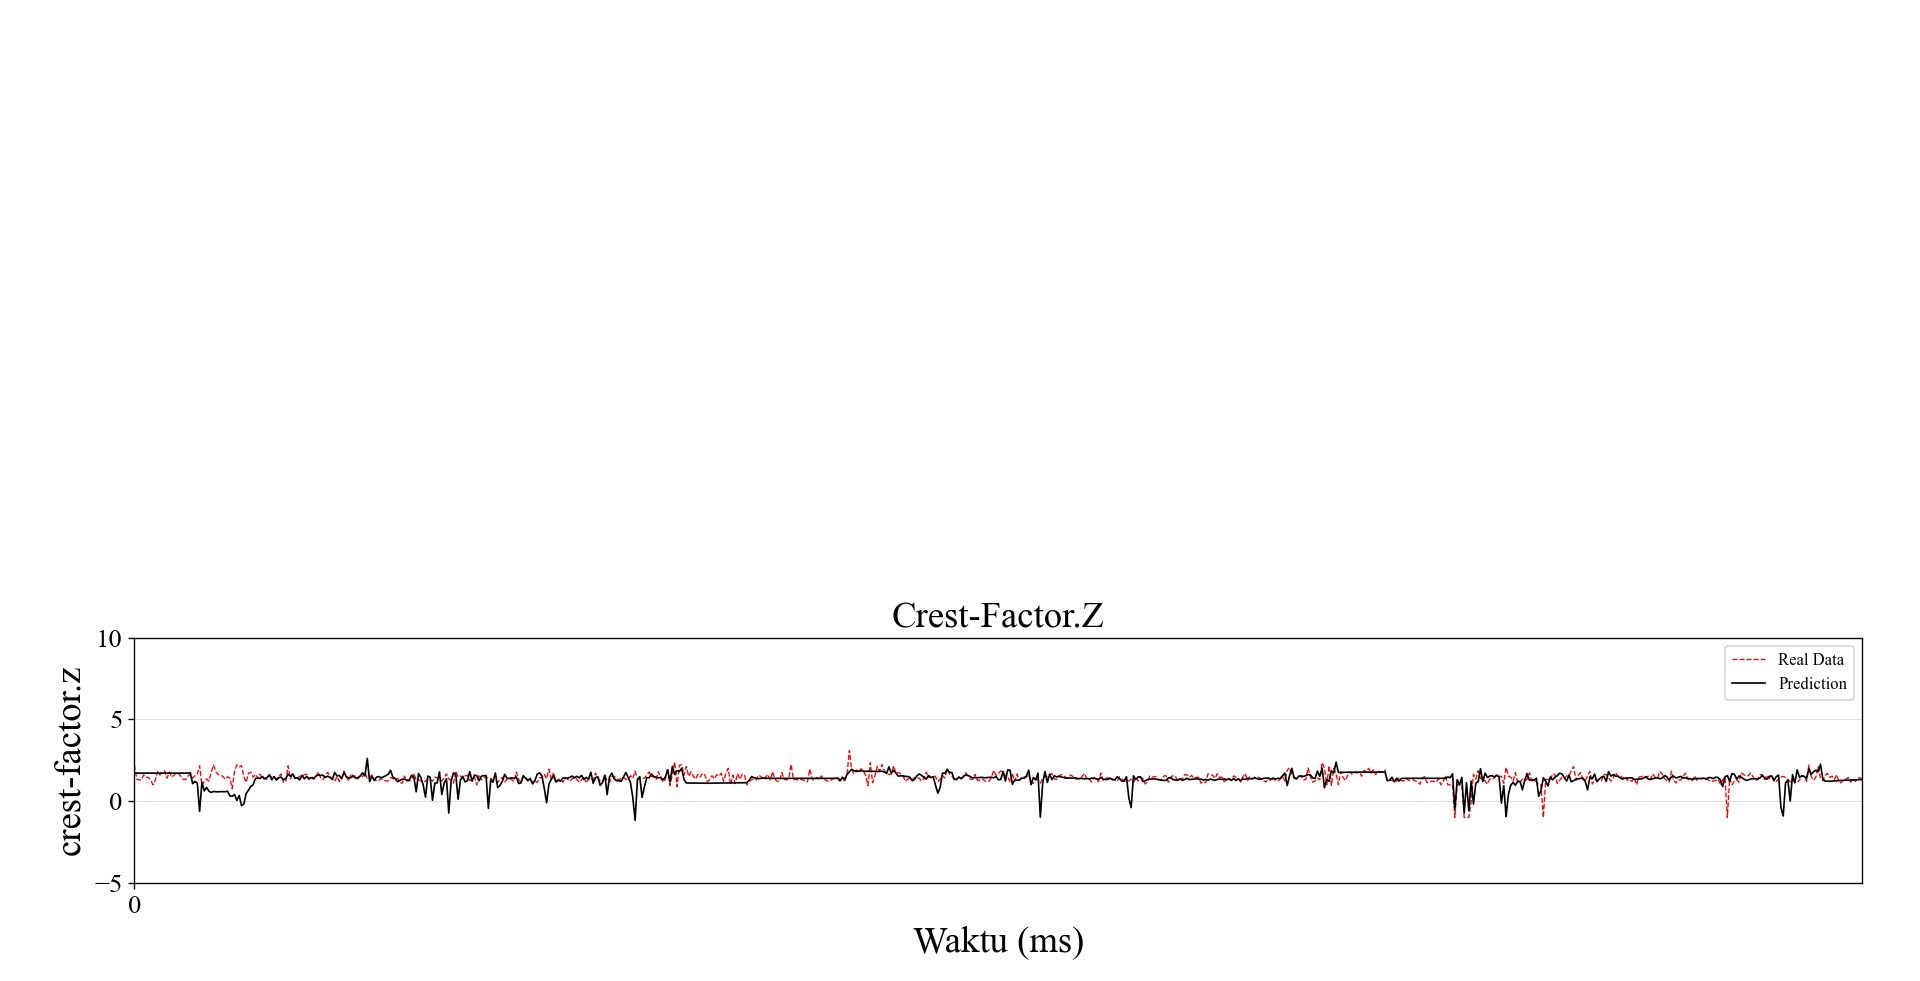 Crest-Factor.Z
crest-factor.z
10
5
0
−5
0
Real Data
Prediction
Waktu (ms)